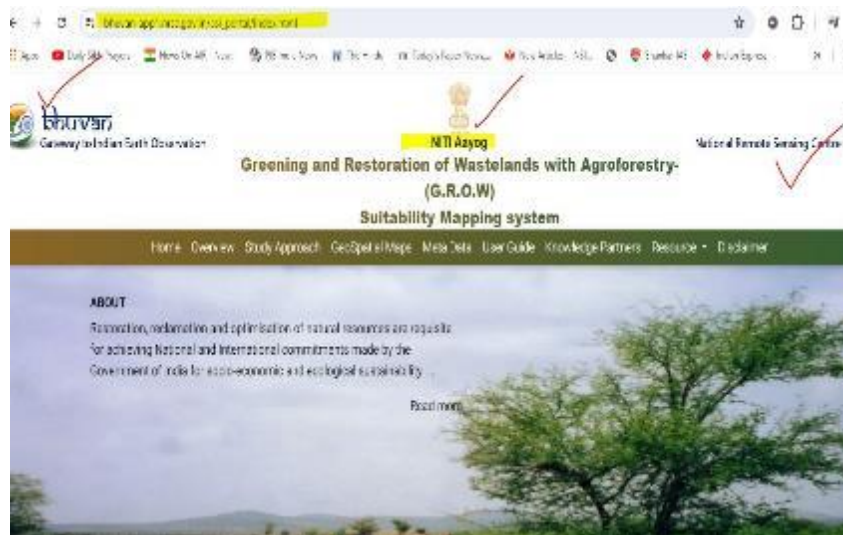 bhuvan
Gateway to Indian Earth Observation
NITI Aayog
National Remote Sensing Centre
Greening and Restoration of Wastelands with Agroforestry-
(G.R.O.W)
Suitability Mapping system
Home Overview Study Approach GeoSpatial Maps Meta Data User Guide Knowledge Partners Resource Disclaimer
ABOUT
Restoration, reclamation and optimisation of natural resources are requisite
for achieving National and International commitments made by the
Government of India for socio-economic and ecological sustainability
Read more